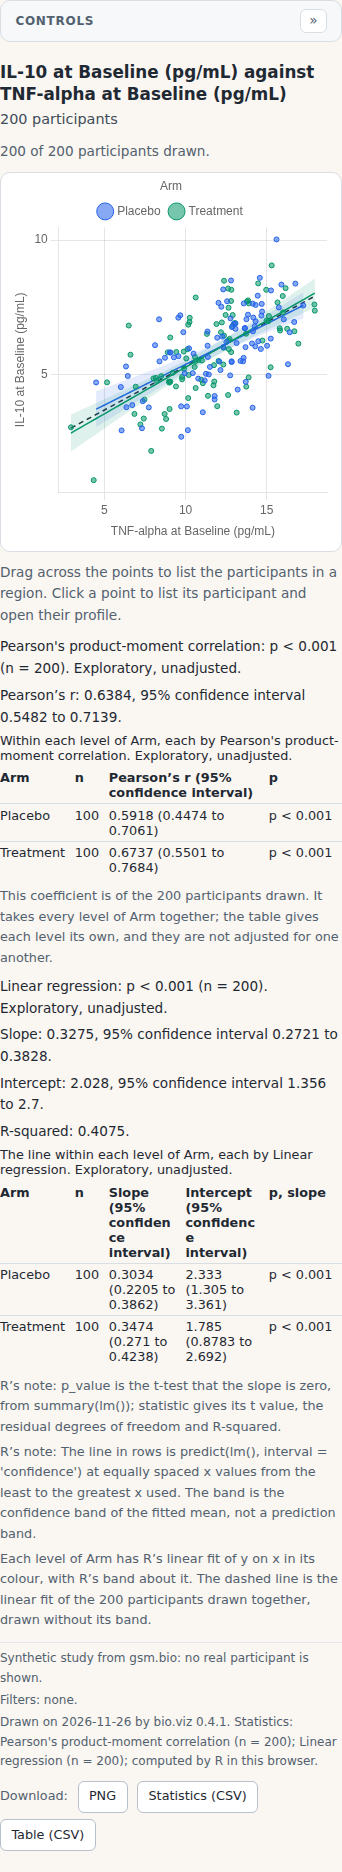 CONTROLS
»
IL-10 at Baseline (pg/mL) against
TNF-alpha at Baseline (pg/mL)
200 participants
200 of 200 participants drawn.
Arm
Placebo Treatment
10
5
IL-10 at Baseline (pg/mL)
5 10 15
TNF-alpha at Baseline (pg/mL)
Drag across the points to list the participants in a
region. Click a point to list its participant and
open their profile.
Pearson's product-moment correlation: p < 0.001
(n = 200). Exploratory, unadjusted.
Pearson’s r: 0.6384, 95% confidence interval
0.5482 to 0.7139.
Within each level of Arm, each by Pearson's product-
moment correlation. Exploratory, unadjusted.
Arm n Pearson’s r (95% confidence interval) p
Placebo 100 0.5918 (0.4474 to 0.7061) p < 0.001
Treatment 100 0.6737 (0.5501 to 0.7684) p < 0.001
This coefficient is of the 200 participants drawn. It
takes every level of Arm together; the table gives
each level its own, and they are not adjusted for one
another.
Linear regression: p < 0.001 (n = 200).
Exploratory, unadjusted.
Slope: 0.3275, 95% confidence interval 0.2721 to
0.3828.
Intercept: 2.028, 95% confidence interval 1.356
to 2.7.
R-squared: 0.4075.
The line within each level of Arm, each by Linear
regression. Exploratory, unadjusted.
Arm n Slope (95% confidence interval) Intercept (95% confidence interval) p, slope
Placebo 100 0.3034 (0.2205 to 0.3862) 2.333 (1.305 to 3.361) p < 0.001
Treatment 100 0.3474 (0.271 to 0.4238) 1.785 (0.8783 to 2.692) p < 0.001
R’s note: p_value is the t-test that the slope is zero,
from summary(lm()); statistic gives its t value, the
residual degrees of freedom and R-squared.
R’s note: The line in rows is predict(lm(), interval =
'confidence') at equally spaced x values from the
least to the greatest x used. The band is the
confidence band of the fitted mean, not a prediction
band.
Each level of Arm has R’s linear fit of y on x in its
colour, with R’s band about it. The dashed line is the
linear fit of the 200 participants drawn together,
drawn without its band.
Synthetic study from gsm.bio: no real participant is
shown.
Filters: none.
Drawn on 2026-11-26 by bio.viz 0.4.1. Statistics:
Pearson's product-moment correlation (n = 200); Linear
regression (n = 200); computed by R in this browser.
Download: PNG Statistics (CSV)
Table (CSV)